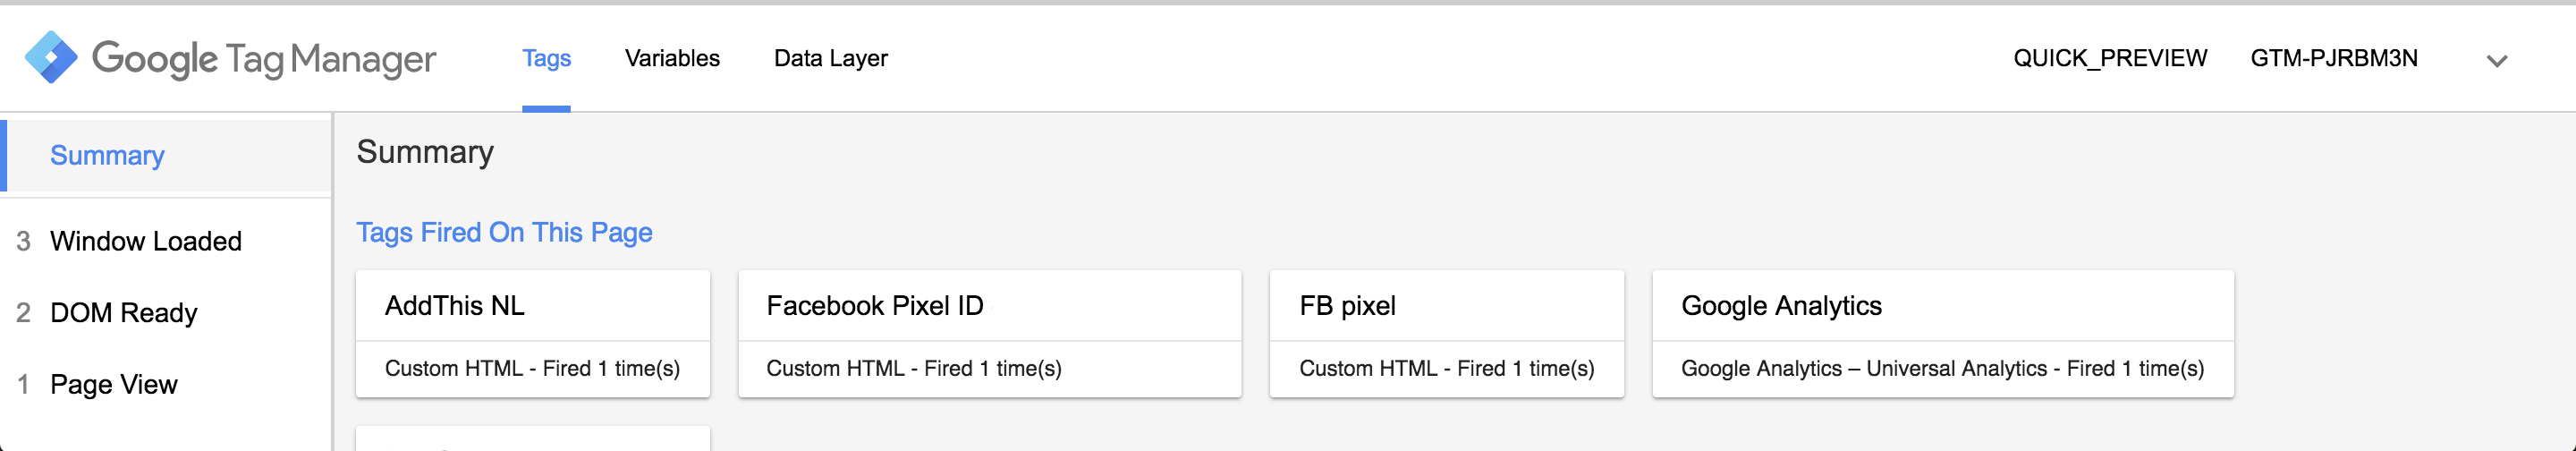 Google Tag Manager
Tags
Variables
Data Layer
QUICK_PREVIEW
GTM-PJRBM3N
Summary
3 Window Loaded
2 DOM Ready
1 Page View
Summary
Tags Fired On This Page
AddThis NL
Custom HTML - Fired 1 time(s)
Facebook Pixel ID
Custom HTML - Fired 1 time(s)
FB pixel
Custom HTML - Fired 1 time(s)
Google Analytics
Google Analytics – Universal Analytics - Fired 1 time(s)